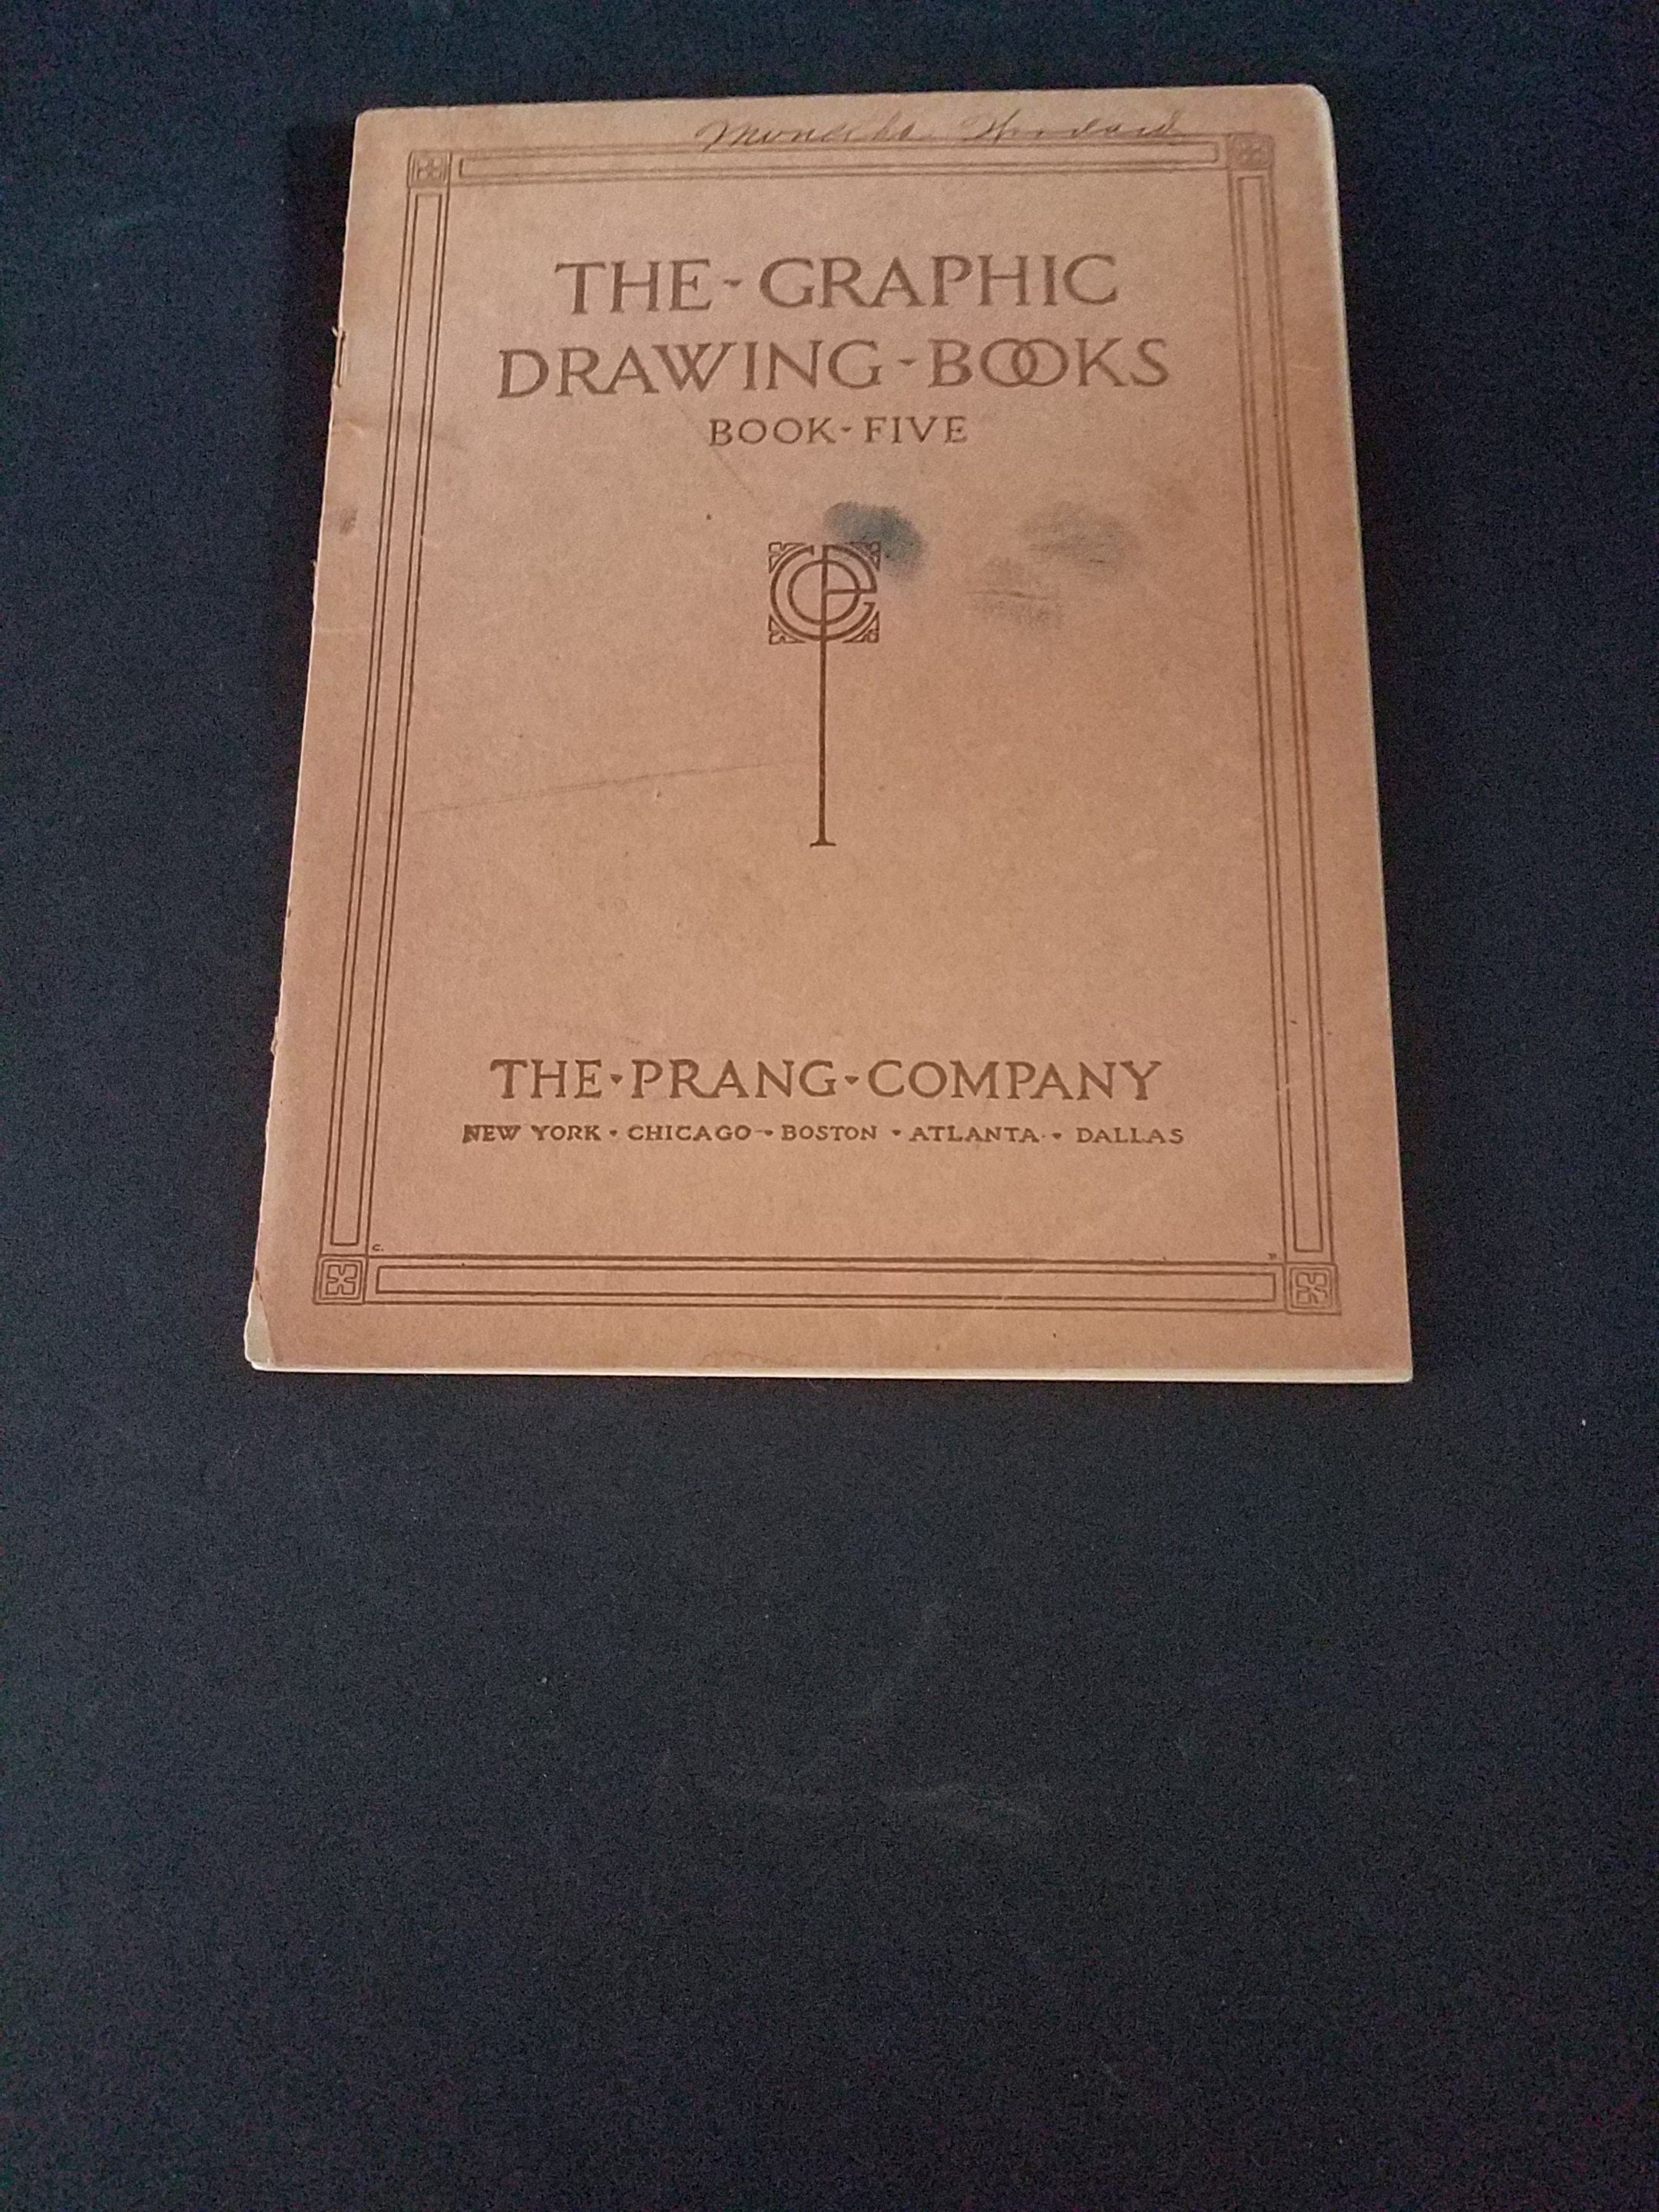 THE-GRAPHIC
DRAWING-BOOKS
BOOK-FIVE
THE·PRANG·COMPANY
NEW YORK · CHICAGO · BOSTON · ATLANTA · DALLAS
C.